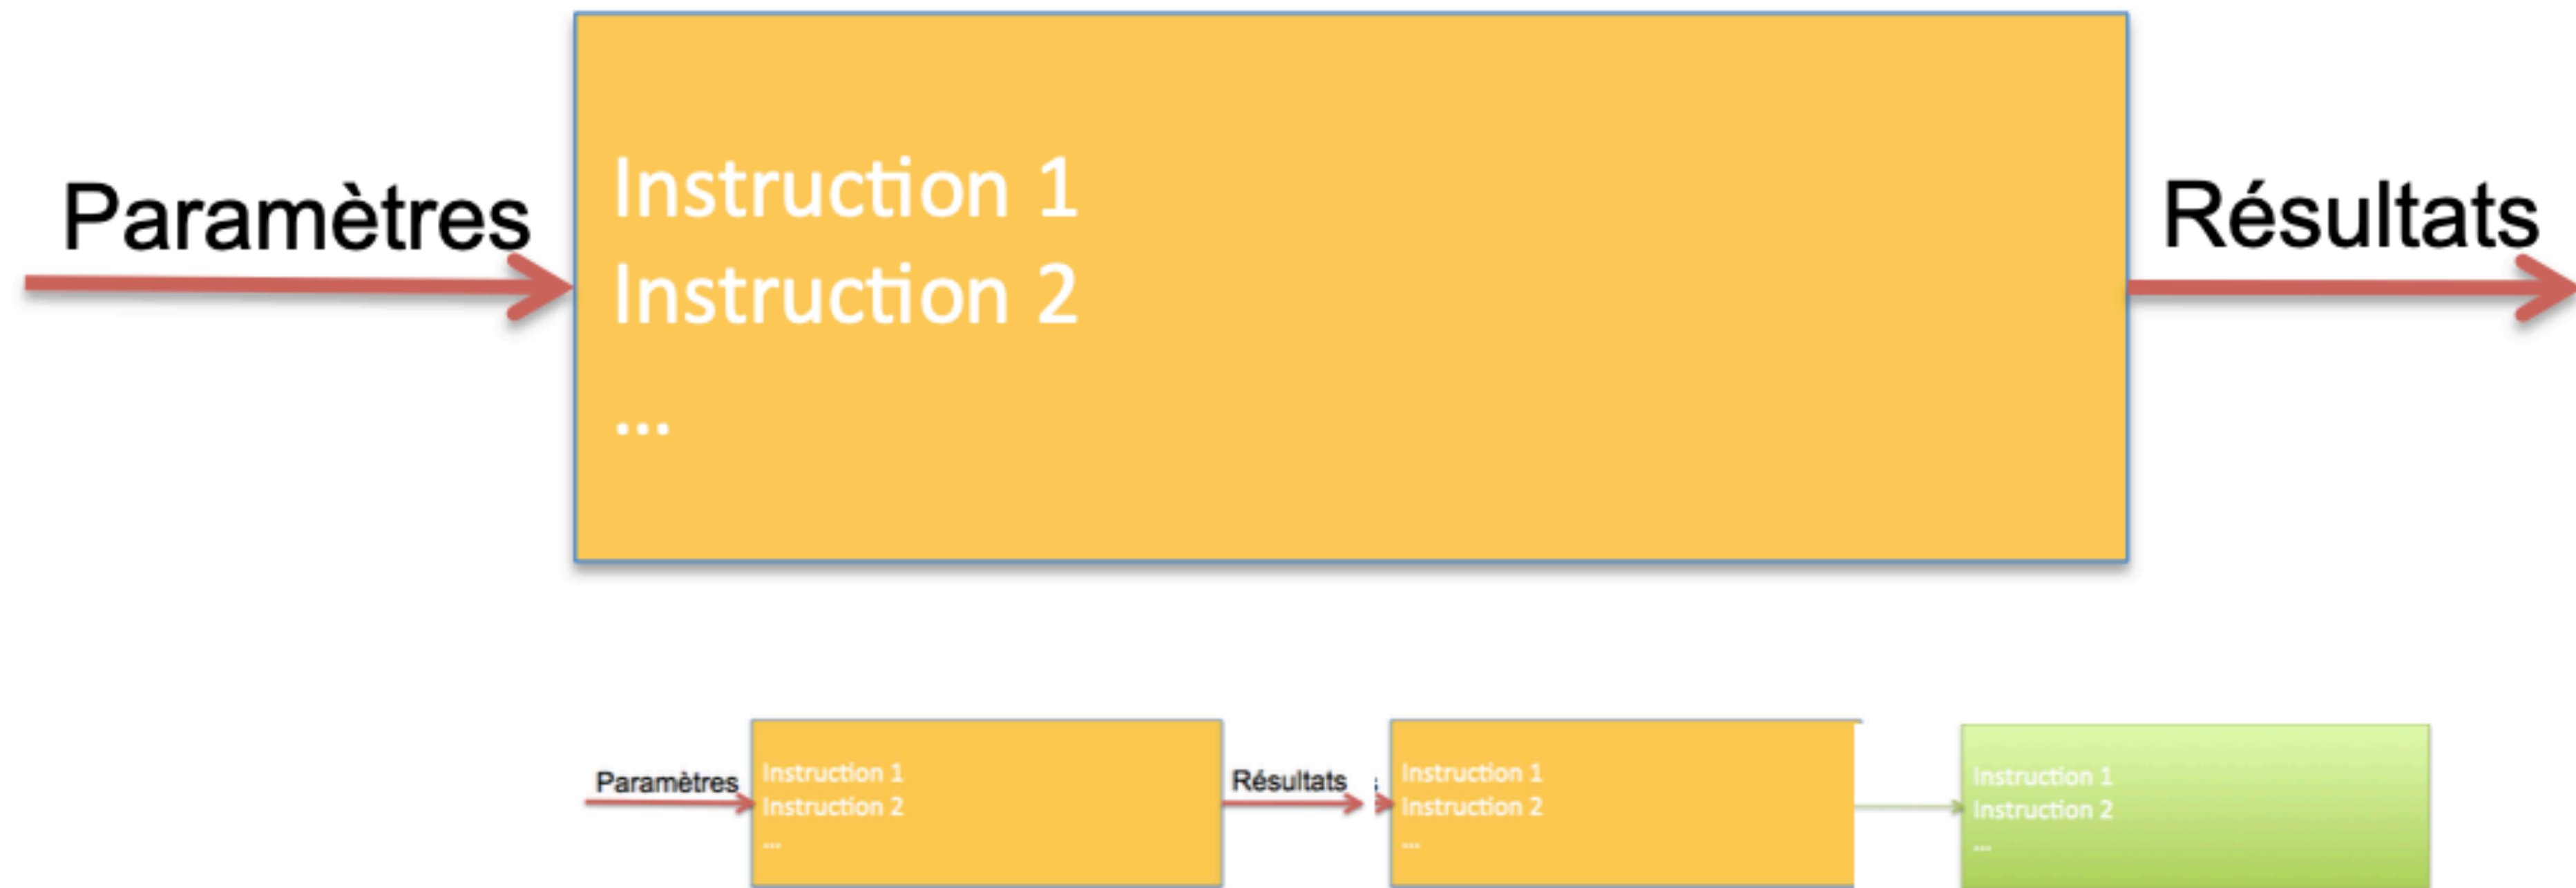 Paramètres
Instruction 1
Instruction 2
...
Résultats
Paramètres
Instruction 1
Instruction 2
...
Résultats
Instruction 1
Instruction 2
...
Instruction 1
Instruction 2
...